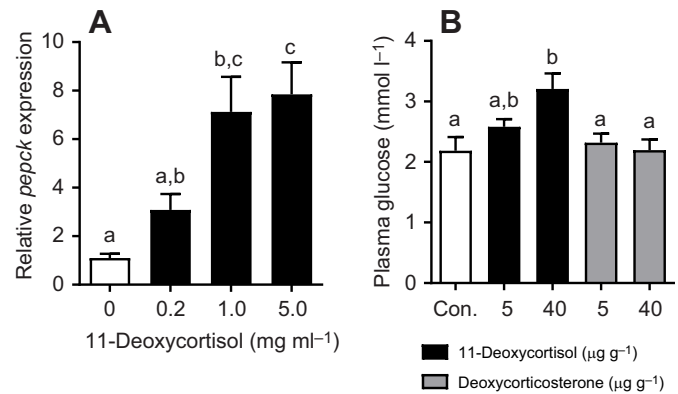 A
Relative pepck expression
10
8
6
4
2
0
a
a,b
b,c
c
0 0.2 1.0 5.0
11-Deoxycortisol (mg ml⁻¹)
B
Plasma glucose (mmol l⁻¹)
4
3
2
1
0
a
a,b
b
a
a
Con. 5 40 5 40
11-Deoxycortisol (μg g⁻¹)
Deoxycorticosterone (μg g⁻¹)